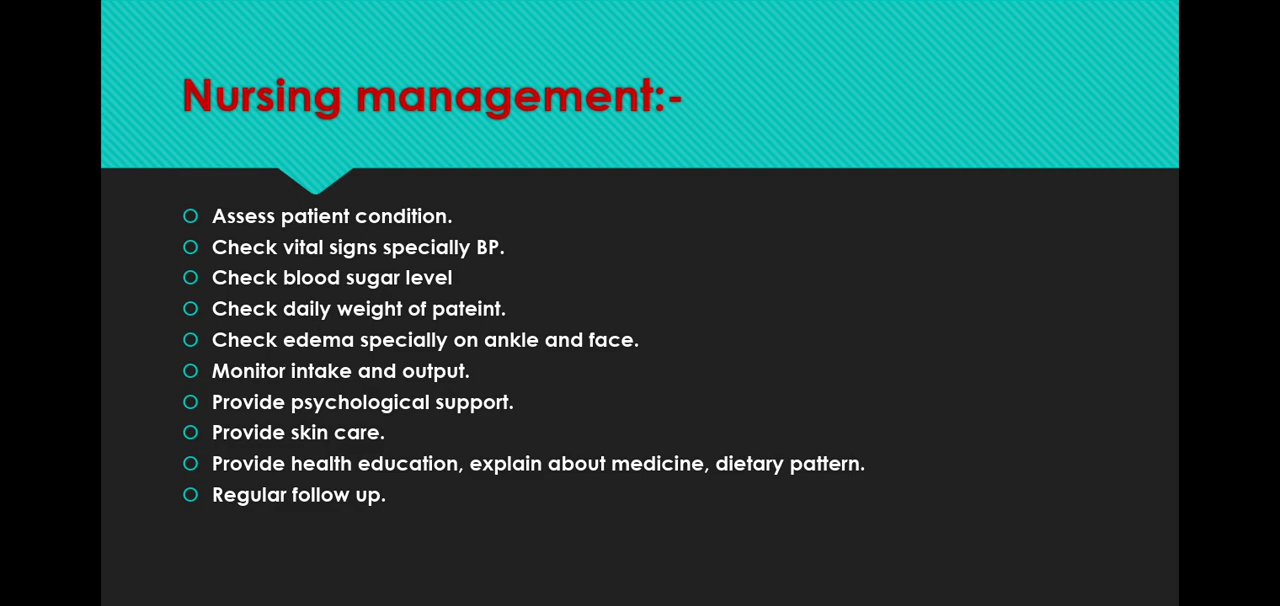 Nursing management:-
Assess patient condition.
Check vital signs specially BP.
Check blood sugar level
Check daily weight of pateint.
Check edema specially on ankle and face.
Monitor intake and output.
Provide psychological support.
Provide skin care.
Provide health education, explain about medicine, dietary pattern.
Regular follow up.